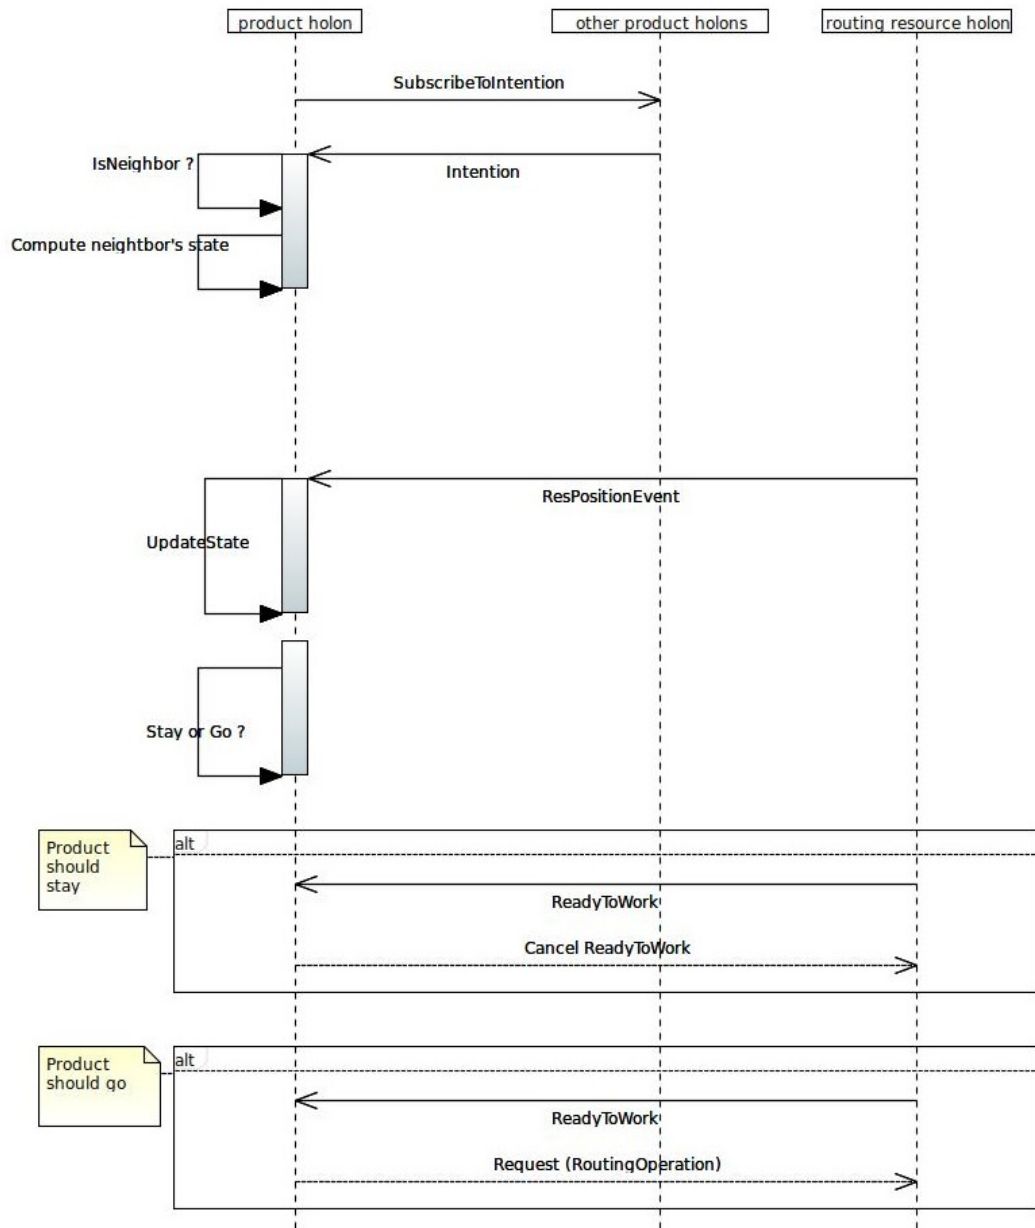 product holon
other product holons
routing resource holon
SubscribeToIntention
IsNeighbor ?
Intention
Compute neightbor's state
ResPositionEvent
UpdateState
Stay or Go ?
Product
should
stay
alt
ReadyToWork
Cancel ReadyToWork
Product
should go
alt
ReadyToWork
Request (RoutingOperation)